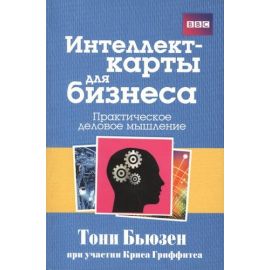 BBC
Интеллект-
карты для
бизнеса
Практическое
деловое мышление
Тони Бьюзен
при участии Криса Гриффитса